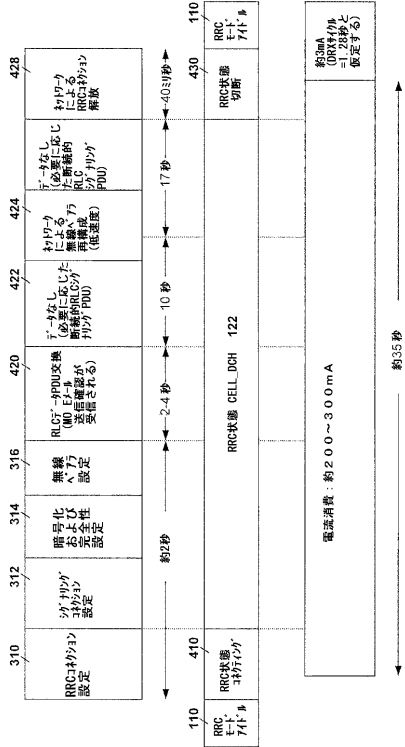 310
RRCコネクション
設定
312
シグナリング
コネクション
設定
314
暗号化
および
完全性
設定
316
無線
ベアラ
設定
420
RLCデータPDU交換
(MO Eメール
送信確認が
受信される)
422
データなし
(必要に応じた
断続的RLCシグ
ナリングPDU)
424
ネットワーク
による
無線ベアラ
再構成
(低速度)
データなし
(必要に応じ
た断続的
RLC
シグナリング
PDU)
428
ネットワーク
による
RRCコネクション
解放
約2秒
2-4秒
10秒
17秒
40ミリ秒
110
RRC
モード
アイドル
410
RRC状態
コネクティング
RRC状態 CELL_DCH 122
430
RRC状態
切断
110
RRC
モード
アイドル
電流消費：約200～300mA
約3mA
(DRXサイクル
=1.28秒と
仮定する)
約35秒